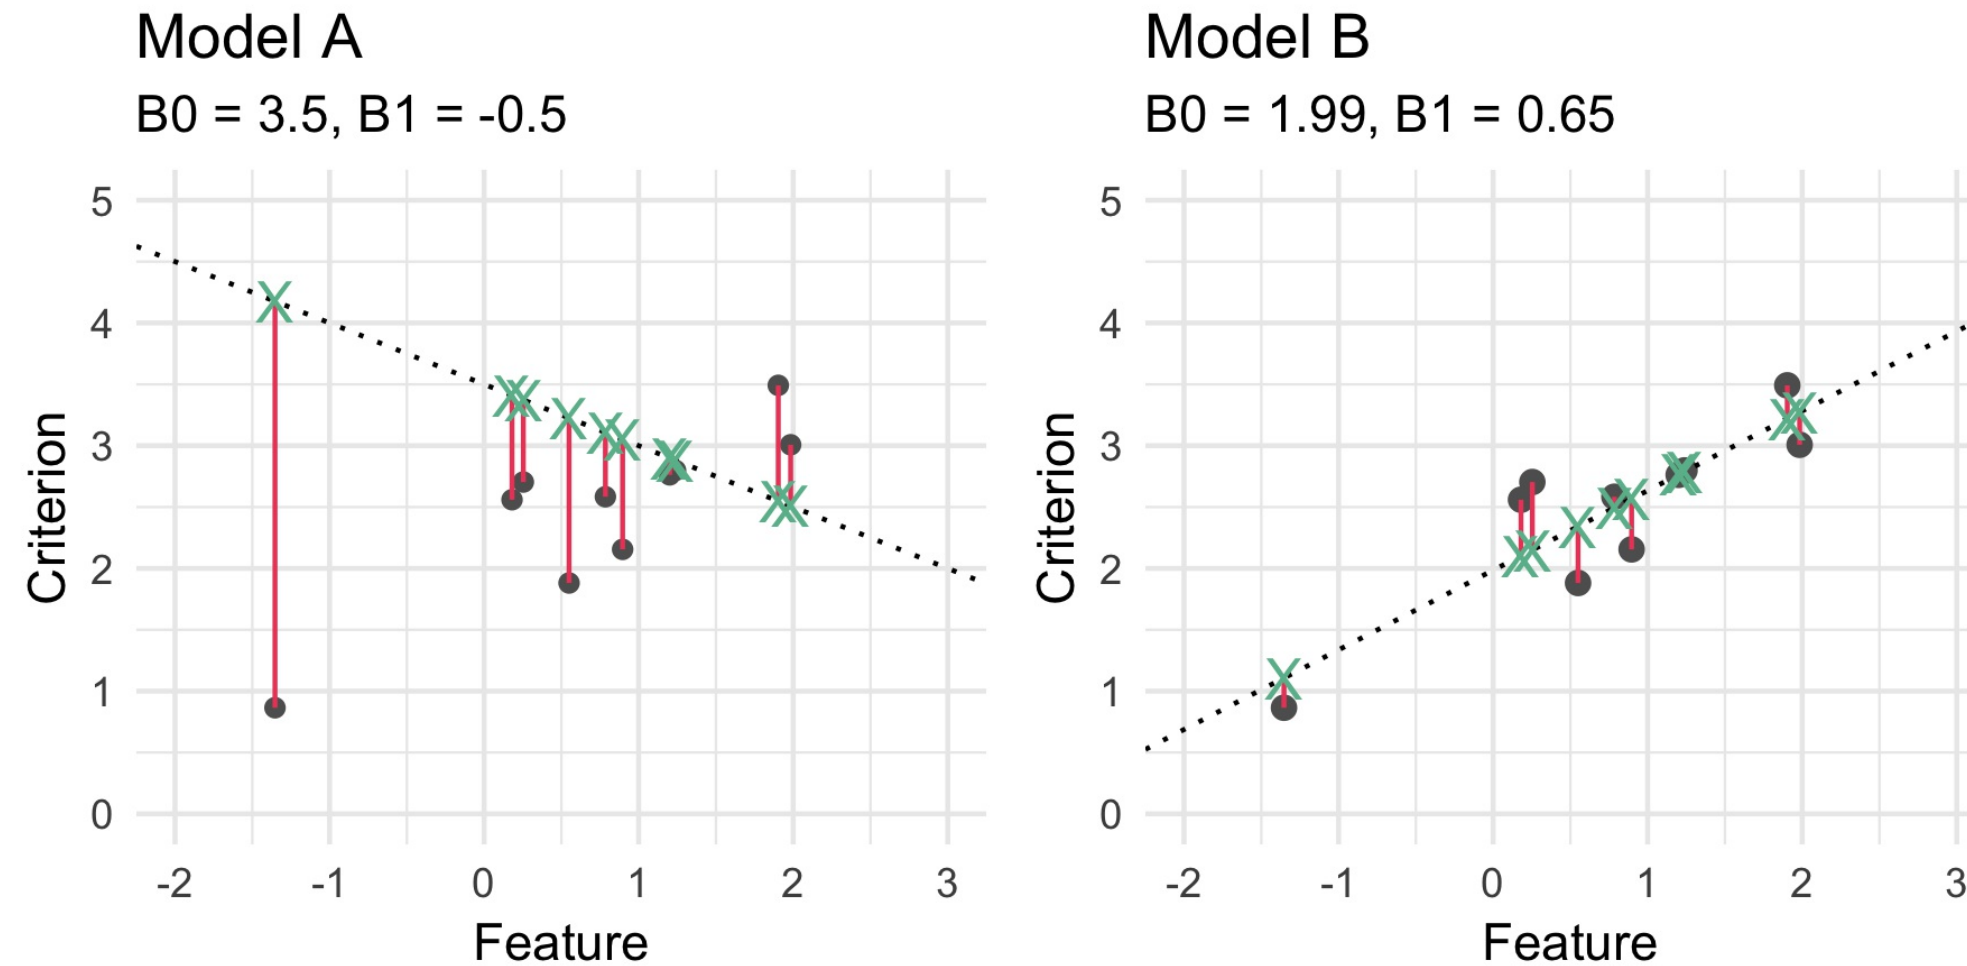 Model A
B0 = 3.5, B1 = -0.5
5
4
3
2
1
0
Criterion
-2 -1 0 1 2 3
Feature
Model B
B0 = 1.99, B1 = 0.65
5
4
3
2
1
0
Criterion
-2 -1 0 1 2 3
Feature